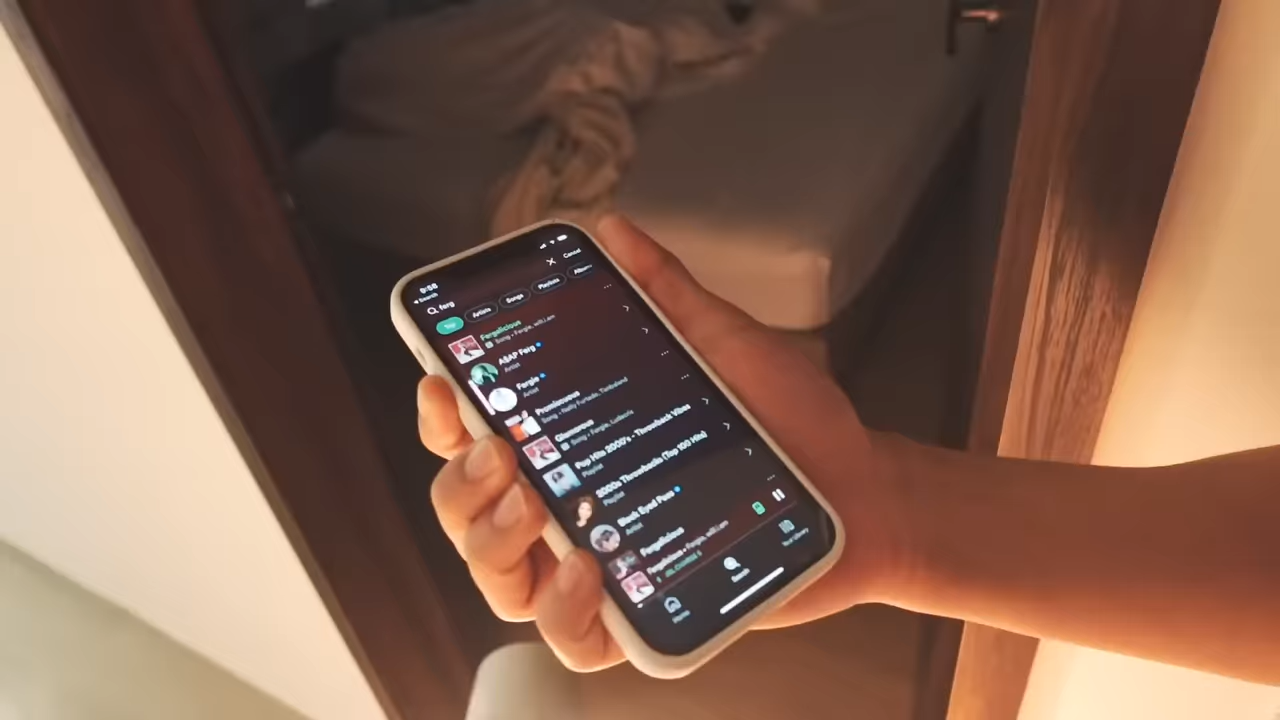 9:56
Search
Cancel
ferg
Top Artists Songs Playlists Album
Fergalicious
Song • Fergie, will.i.am
A$AP Ferg
Artist
Fergie
Artist
Promiscuous
Song • Nelly Furtado, Timbaland
Glamorous
Song • Fergie, Ludacris
Pop Hits 2000's - Throwback Vibes
Playlist
2000s Throwbacks (Top 100 Hits)
Playlist
Black Eyed Peas
Artist
Fergalicious
Fergalicious • Fergie, will.i.am
Home
Search
Your Library